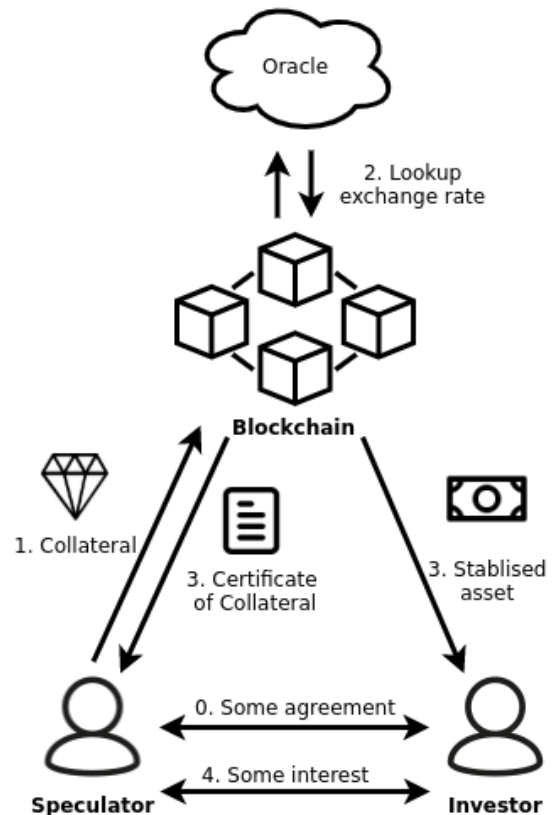 Oracle
2. Lookup
exchange rate
Blockchain
1. Collateral
3. Certificate
of Collateral
3. Stablised
asset
0. Some agreement
4. Some interest
Speculator
Investor